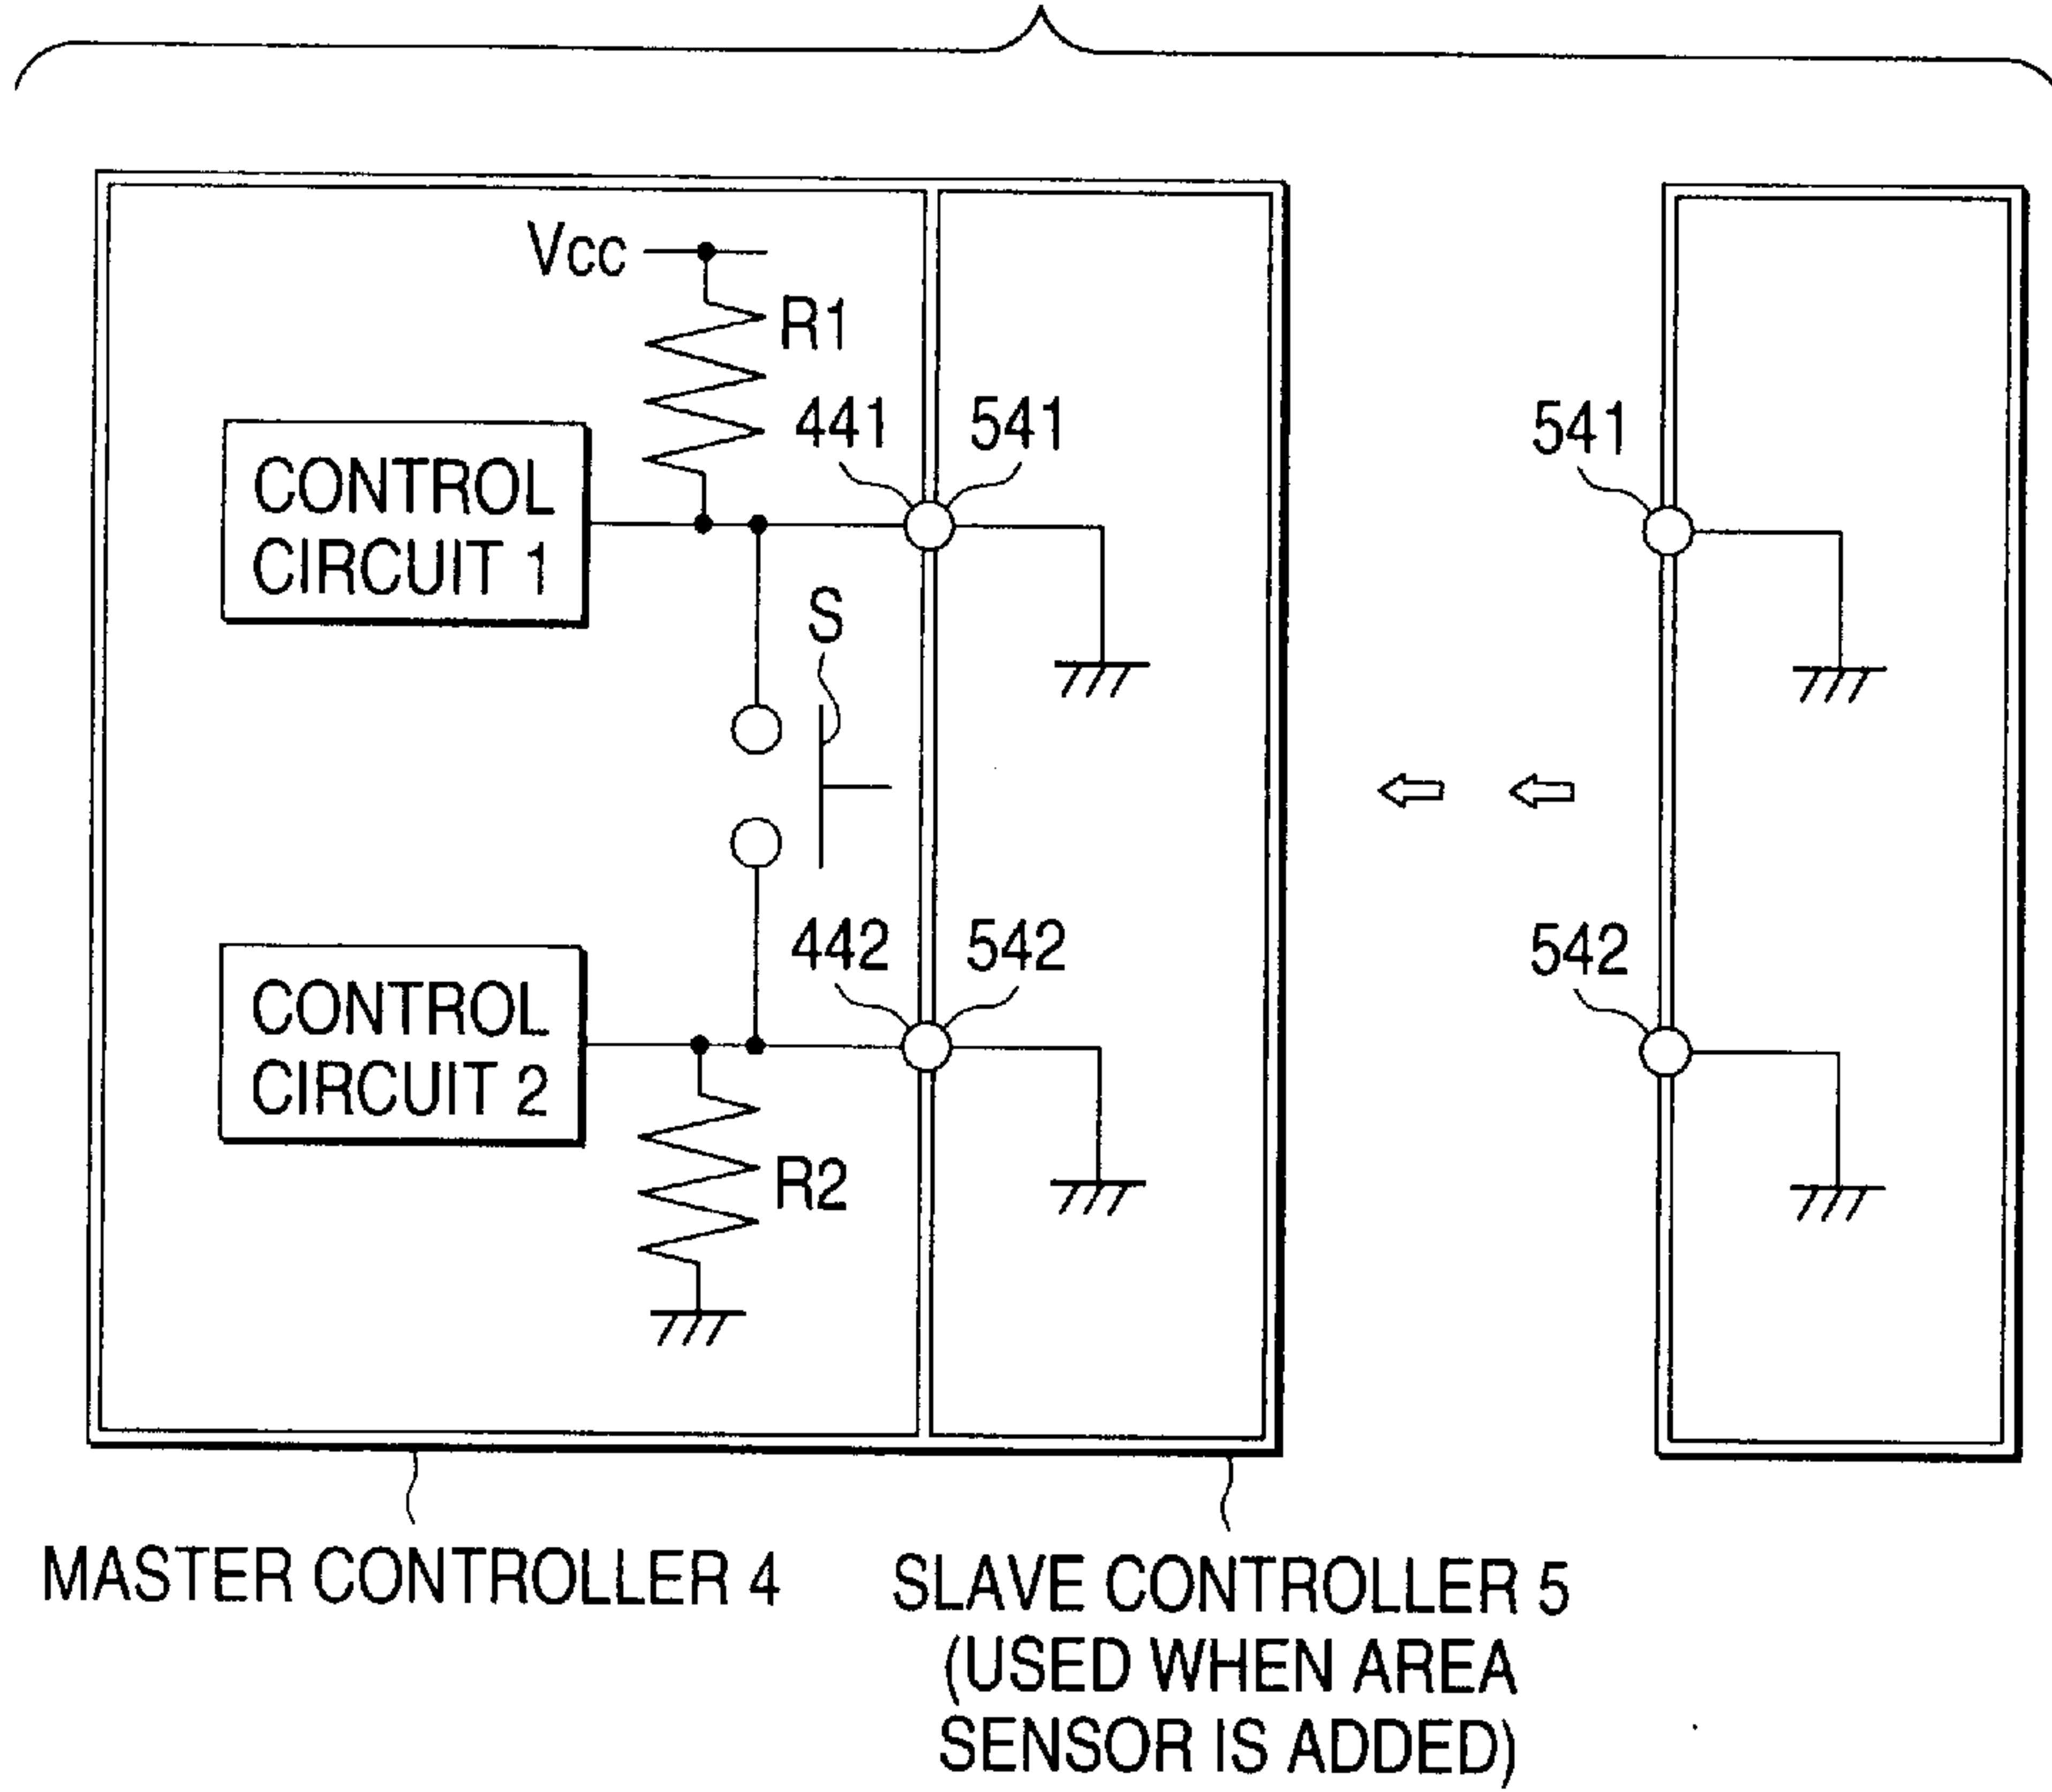 Vcc
R1
441
541
541
CONTROL
CIRCUIT 1
S
442
542
542
CONTROL
CIRCUIT 2
R2
MASTER CONTROLLER 4
SLAVE CONTROLLER 5
(USED WHEN AREA
SENSOR IS ADDED)